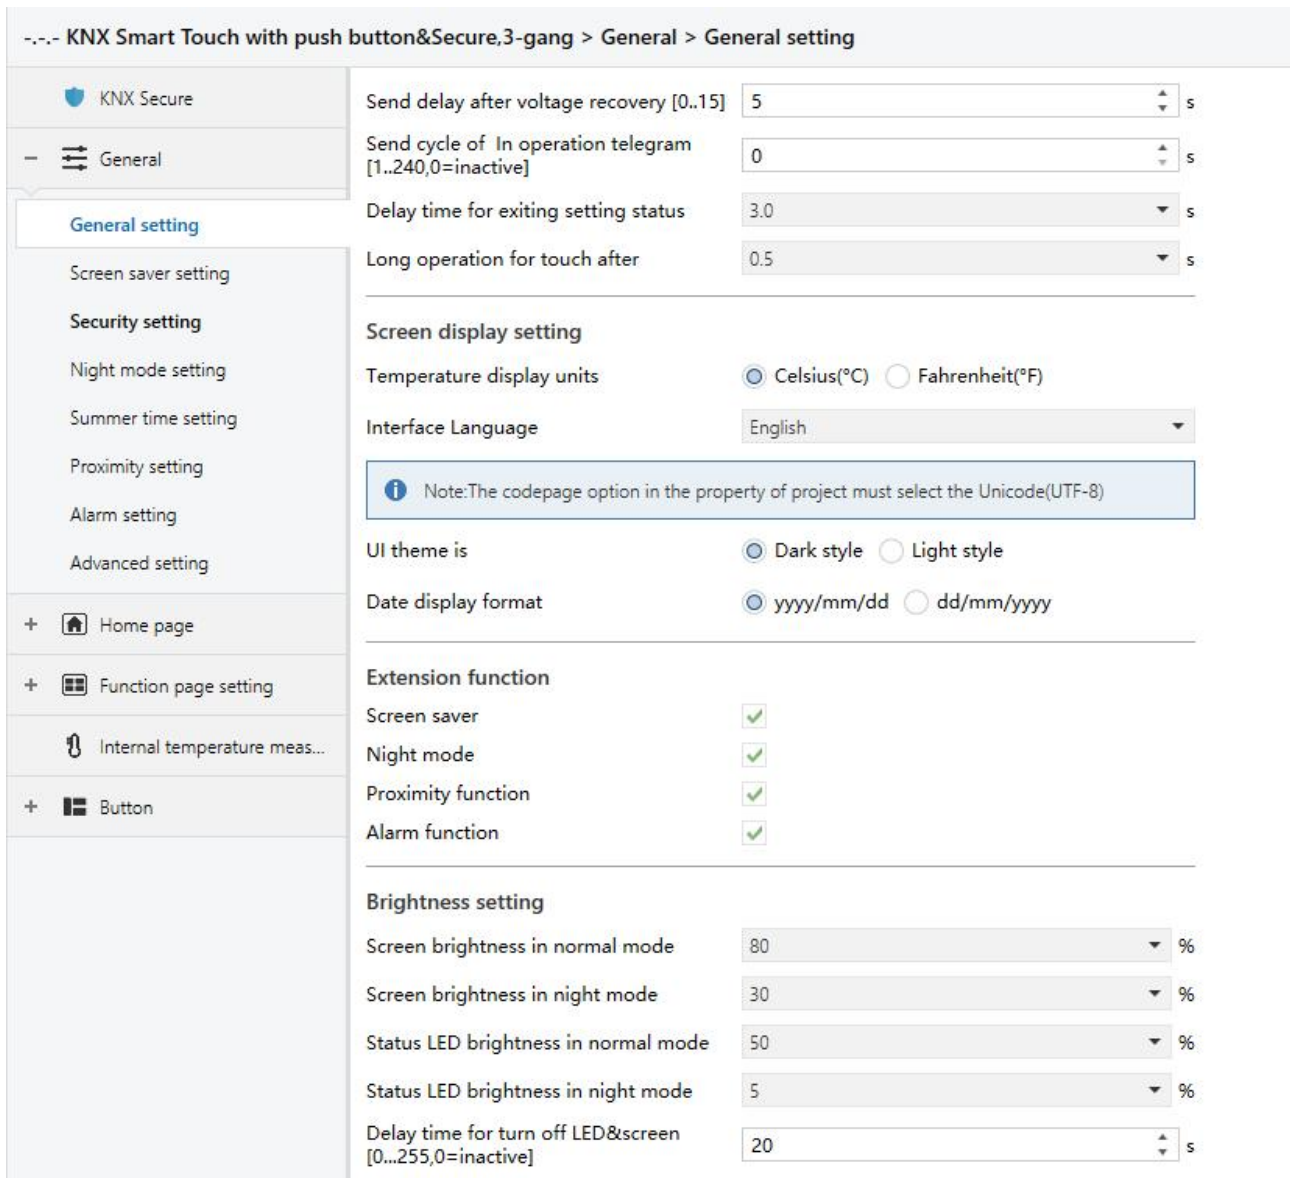 -.-.- KNX Smart Touch with push button&Secure,3-gang > General > General setting
KNX Secure
General
General setting
Screen saver setting
Security setting
Night mode setting
Summer time setting
Proximity setting
Alarm setting
Advanced setting
Home page
Function page setting
Internal temperature meas...
Button
Send delay after voltage recovery [0..15] 5 s
Send cycle of In operation telegram
[1..240,0=inactive] 0 s
Delay time for exiting setting status 3.0 s
Long operation for touch after 0.5 s
Screen display setting
Temperature display units Celsius(°C) Fahrenheit(°F)
Interface Language English
Note:The codepage option in the property of project must select the Unicode(UTF-8)
UI theme is Dark style Light style
Date display format yyyy/mm/dd dd/mm/yyyy
Extension function
Screen saver
Night mode
Proximity function
Alarm function
Brightness setting
Screen brightness in normal mode 80 %
Screen brightness in night mode 30 %
Status LED brightness in normal mode 50 %
Status LED brightness in night mode 5 %
Delay time for turn off LED&screen
[0...255,0=inactive] 20 s